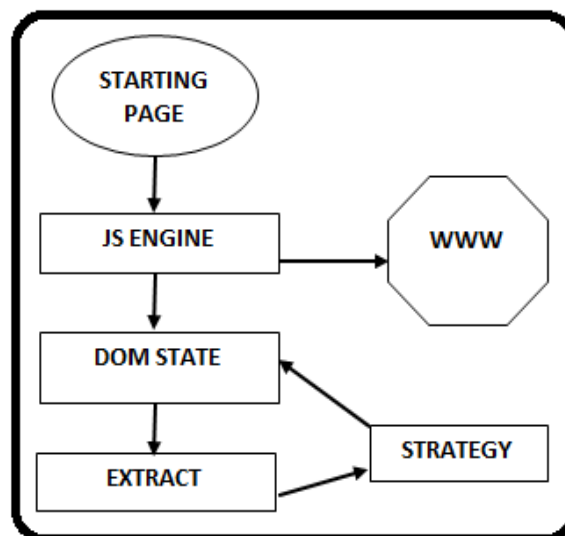 STARTING
PAGE
JS ENGINE
WWW
DOM STATE
STRATEGY
EXTRACT